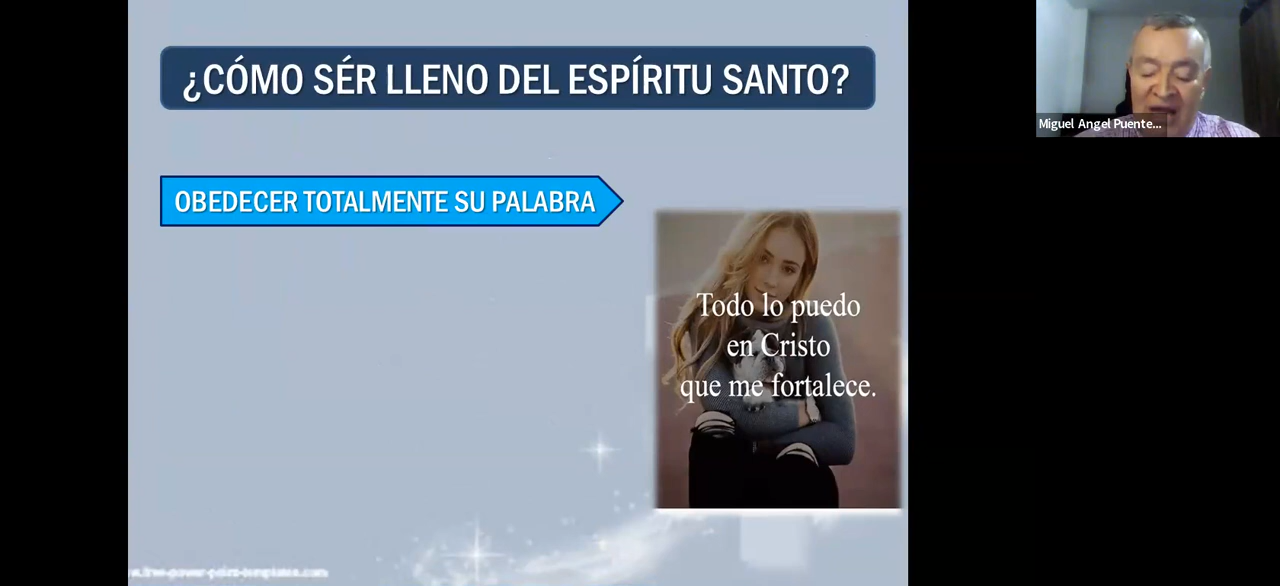 ¿CÓMO SÉR LLENO DEL ESPÍRITU SANTO?
Miguel Angel Puente...
OBEDECER TOTALMENTE SU PALABRA
Todo lo puedo
en Cristo
que me fortalece.